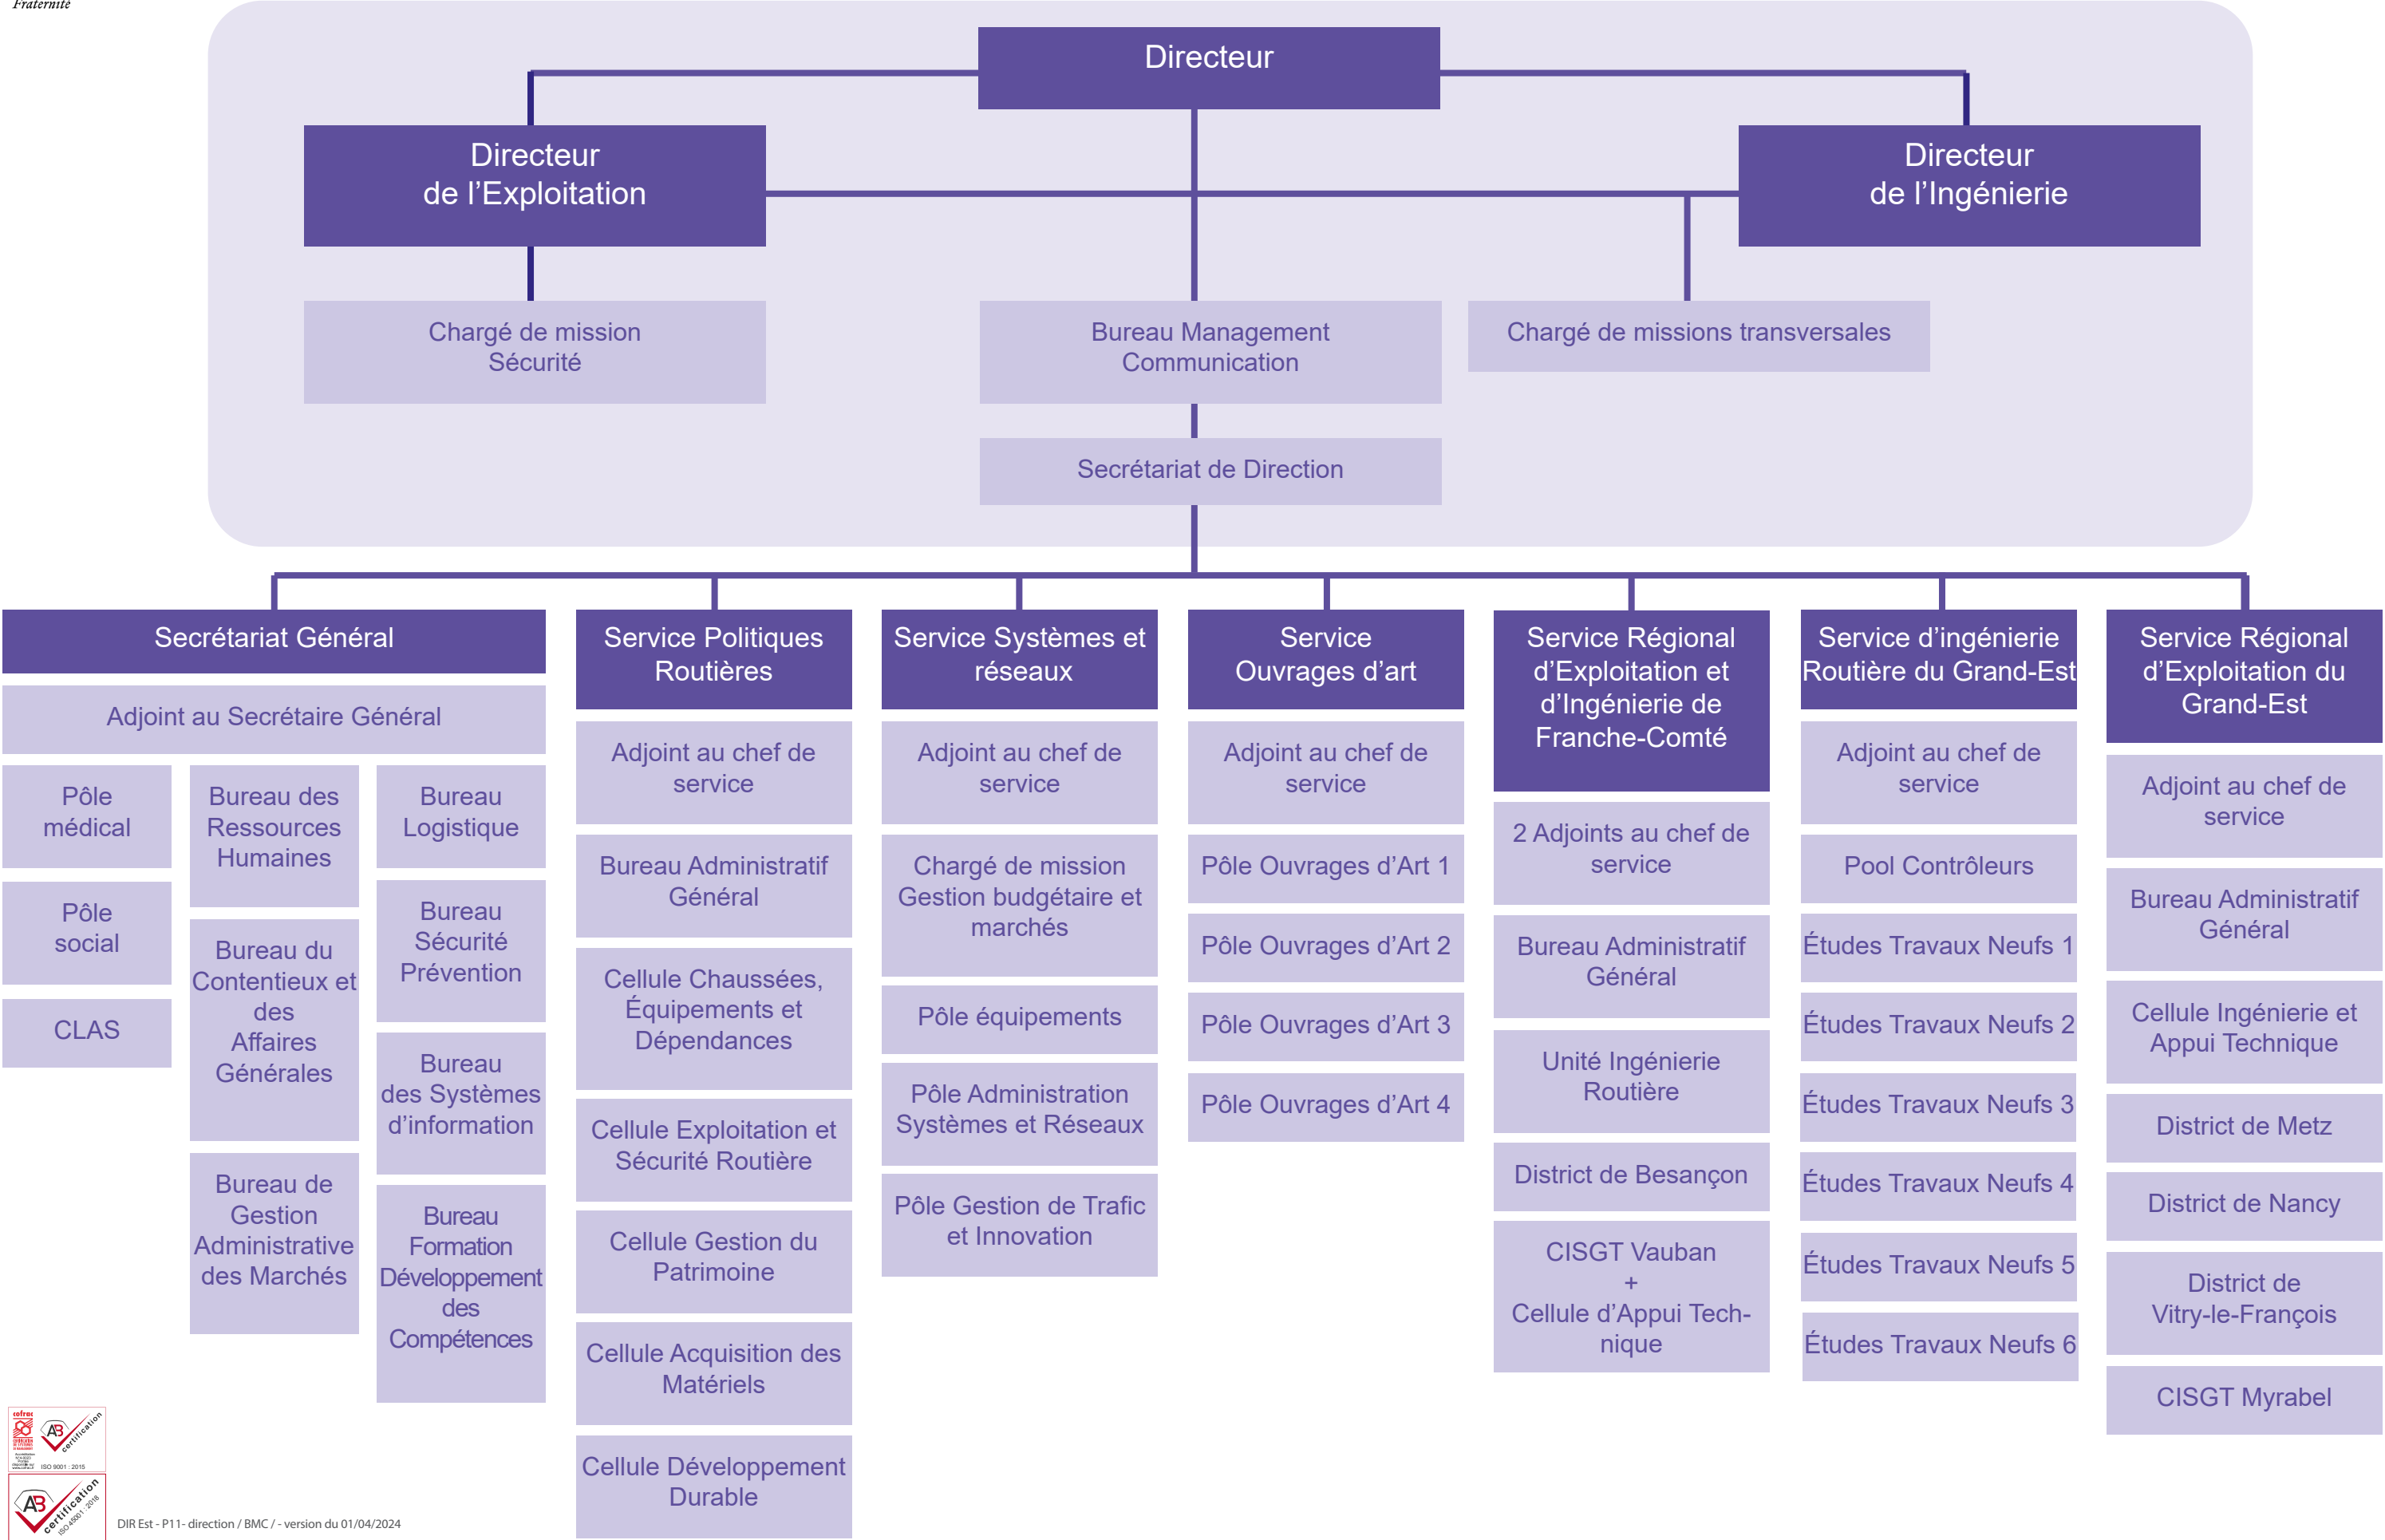 Fraternité
Directeur
Directeur
de l’Exploitation
Directeur
de l’Ingénierie
Chargé de mission
Sécurité
Bureau Management
Communication
Chargé de missions transversales
Secrétariat de Direction
Secrétariat Général
Adjoint au Secrétaire Général
Pôle
médical
Pôle
social
CLAS
Bureau des
Ressources
Humaines
Bureau du
Contentieux et
des
Affaires
Générales
Bureau de
Gestion
Administrative
des Marchés
Bureau
Logistique
Bureau
Sécurité
Prévention
Bureau
des Systèmes
d’information
Bureau
Formation
Développement
des
Compétences
Service Politiques
Routières
Adjoint au chef de
service
Bureau Administratif
Général
Cellule Chaussées,
Équipements et
Dépendances
Cellule Exploitation et
Sécurité Routière
Cellule Gestion du
Patrimoine
Cellule Acquisition des
Matériels
Cellule Développement
Durable
Service Systèmes et
réseaux
Adjoint au chef de
service
Chargé de mission
Gestion budgétaire et
marchés
Pôle équipements
Pôle Administration
Systèmes et Réseaux
Pôle Gestion de Trafic
et Innovation
Service
Ouvrages d’art
Adjoint au chef de
service
Pôle Ouvrages d’Art 1
Pôle Ouvrages d’Art 2
Pôle Ouvrages d’Art 3
Pôle Ouvrages d’Art 4
Service Régional
d’Exploitation et
d’Ingénierie de
Franche-Comté
2 Adjoints au chef de
service
Bureau Administratif
Général
Unité Ingénierie
Routière
District de Besançon
CISGT Vauban
+
Cellule d’Appui Tech-
nique
Service d’ingénierie
Routière du Grand-Est
Adjoint au chef de
service
Pool Contrôleurs
Études Travaux Neufs 1
Études Travaux Neufs 2
Études Travaux Neufs 3
Études Travaux Neufs 4
Études Travaux Neufs 5
Études Travaux Neufs 6
Service Régional
d’Exploitation du
Grand-Est
Adjoint au chef de
service
Bureau Administratif
Général
Cellule Ingénierie et
Appui Technique
District de Metz
District de Nancy
District de
Vitry-le-François
CISGT Myrabel
cofrac
AB
certification
ISO 9001 : 2015
AB
certification
ISO 45001 : 2018
DIR Est - P11- direction / BMC / - version du 01/04/2024